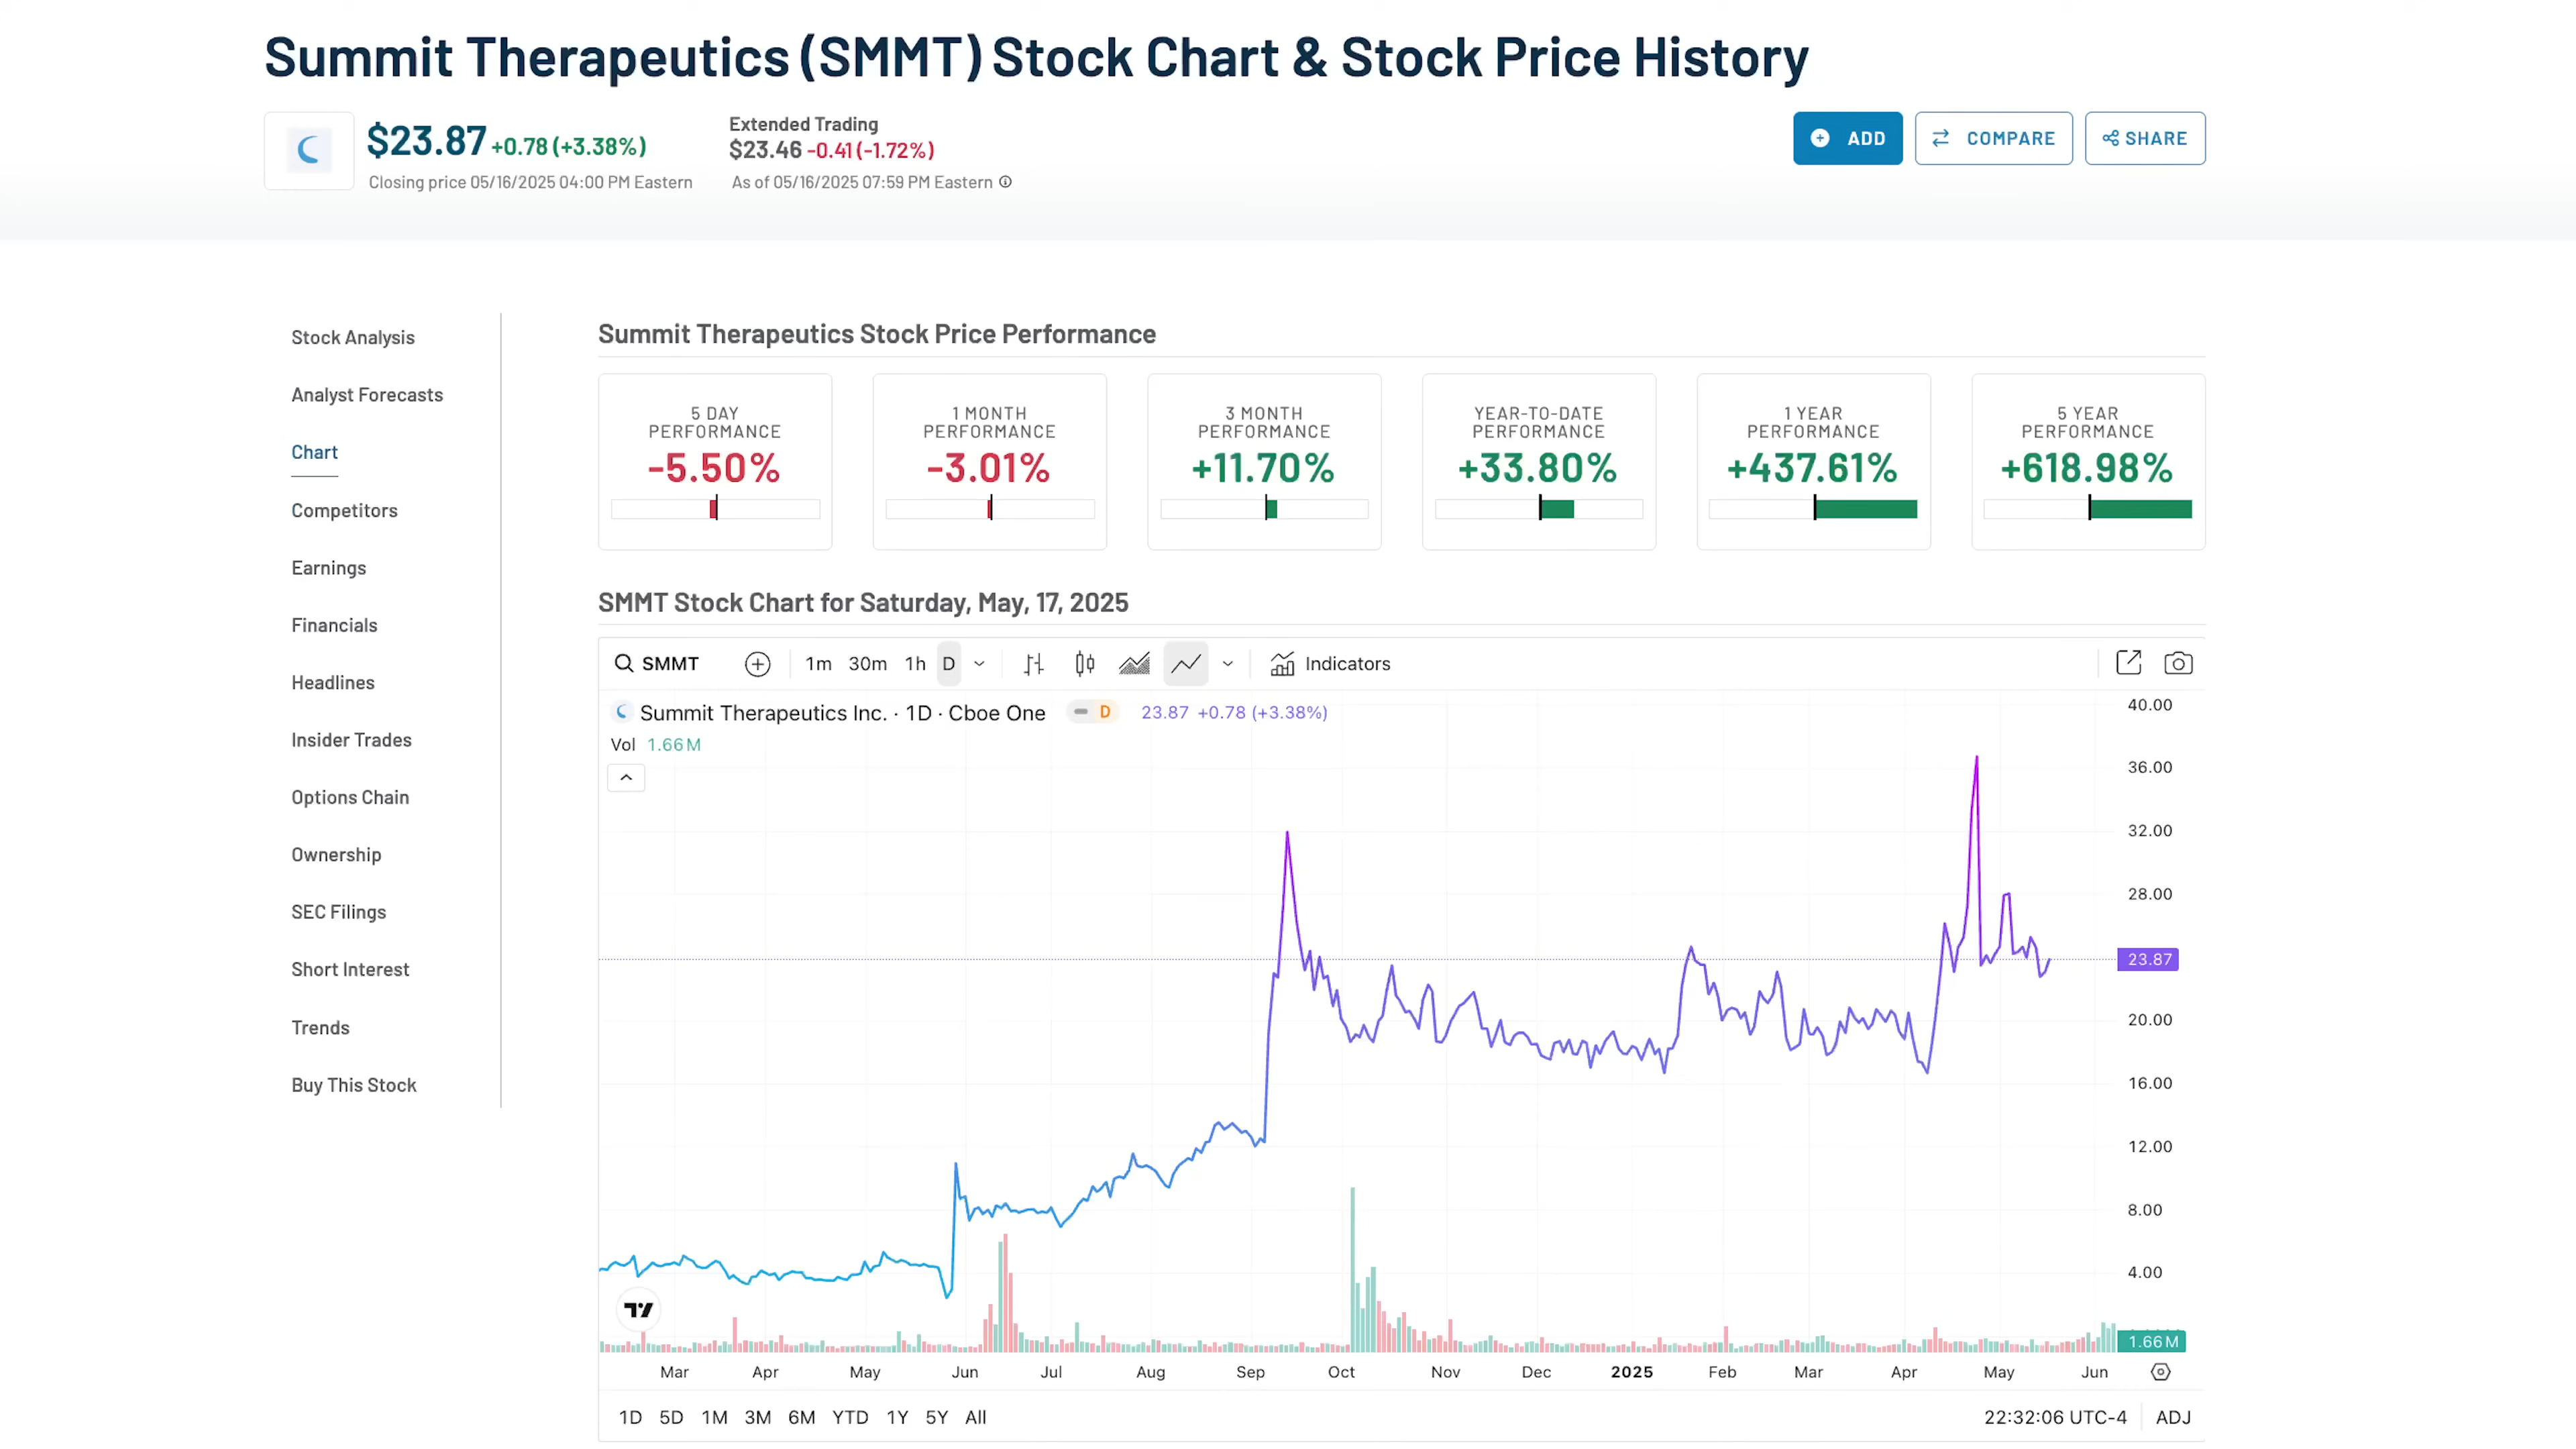 Summit Therapeutics (SMMT) Stock Chart & Stock Price History
$23.87 +0.78 (+3.38%)
Closing price 05/16/2025 04:00 PM Eastern
Extended Trading
$23.46 -0.41 (-1.72%)
As of 05/16/2025 07:59 PM Eastern
ADD
COMPARE
SHARE
Stock Analysis
Analyst Forecasts
Chart
Competitors
Earnings
Financials
Headlines
Insider Trades
Options Chain
Ownership
SEC Filings
Short Interest
Trends
Buy This Stock
Summit Therapeutics Stock Price Performance
5 DAY
PERFORMANCE
-5.50%
1 MONTH
PERFORMANCE
-3.01%
3 MONTH
PERFORMANCE
+11.70%
YEAR-TO-DATE
PERFORMANCE
+33.80%
1 YEAR
PERFORMANCE
+437.61%
5 YEAR
PERFORMANCE
+618.98%
SMMT Stock Chart for Saturday, May, 17, 2025
SMMT 1m 30m 1h D Indicators
Summit Therapeutics Inc. · 1D · Cboe One D 23.87 +0.78 (+3.38%)
Vol 1.66 M
40.00
36.00
32.00
28.00
23.87
20.00
16.00
12.00
8.00
4.00
1.66 M
Mar Apr May Jun Jul Aug Sep Oct Nov Dec 2025 Feb Mar Apr May Jun
1D 5D 1M 3M 6M YTD 1Y 5Y All
22:32:06 UTC-4 ADJ